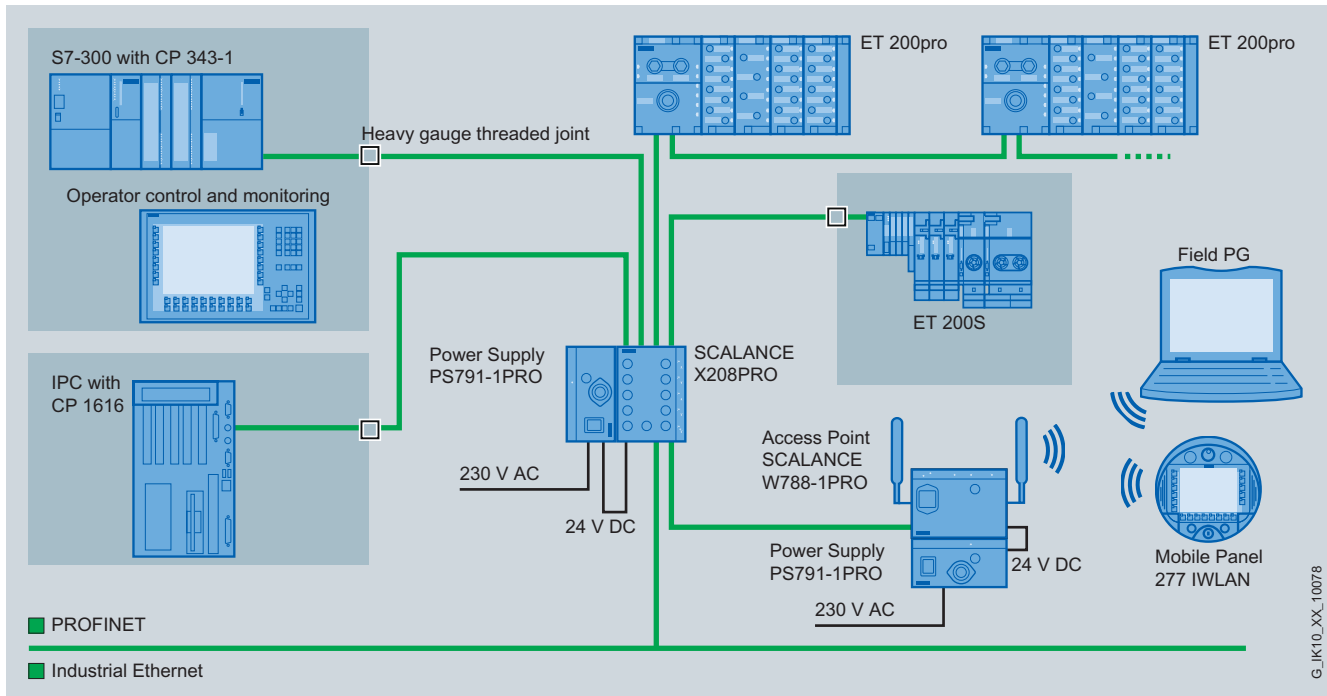 S7-300 with CP 343-1
Heavy gauge threaded joint
Operator control and monitoring
ET 200pro
ET 200pro
ET 200S
Field PG
IPC with
CP 1616
Power Supply
PS791-1PRO
SCALANCE
X208PRO
230 V AC
24 V DC
Access Point
SCALANCE
W788-1PRO
Power Supply
PS791-1PRO
24 V DC
230 V AC
Mobile Panel
277 IWLAN
PROFINET
Industrial Ethernet
G_IK10_XX_10078